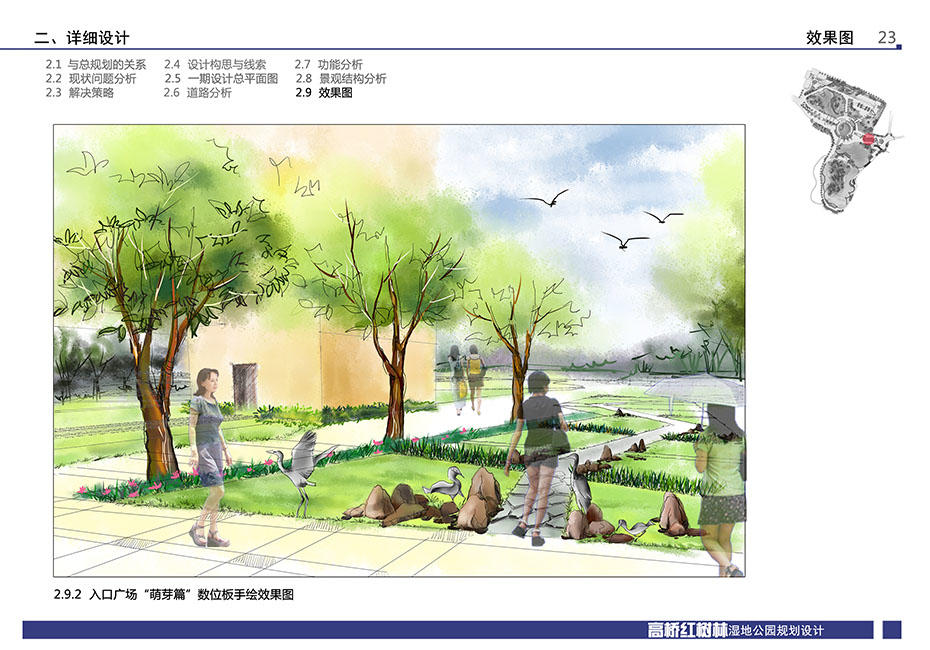 二、详细设计 效果图 23
2.1 与总规划的关系 2.4 设计构思与线索 2.7 功能分析
2.2 现状问题分析 2.5 一期设计总平面图 2.8 景观结构分析
2.3 解决策略 2.6 道路分析 2.9 效果图
2.9.2 入口广场“萌芽篇”数位板手绘效果图
高桥红树林湿地公园规划设计